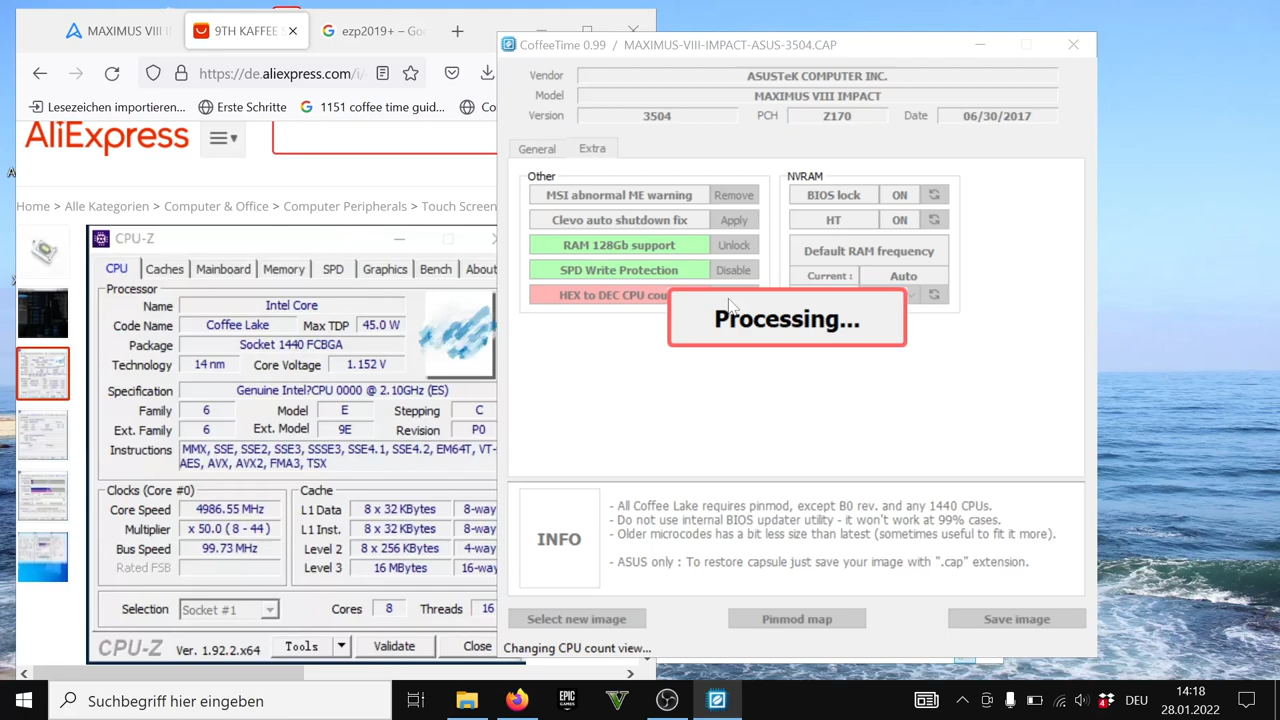 MAXIMUS VIII I
9TH KAFFEE S
ezp2019+ – Go
https://de.aliexpress.com/i
Lesezeichen importieren...
Erste Schritte
1151 coffee time guid...
Co
AliExpress
Home > Alle Kategorien > Computer & Office > Computer Peripherals > Touch Screen
CPU-Z
CPU
Caches
Mainboard
Memory
SPD
Graphics
Bench
About
Processor
Name Intel Core
Code Name Coffee Lake Max TDP 45.0 W
Package Socket 1440 FCBGA
Technology 14 nm Core Voltage 1.152 V
Specification Genuine Intel?CPU 0000 @ 2.10GHz (ES)
Family 6 Model E Stepping C
Ext. Family 6 Ext. Model 9E Revision P0
Instructions MMX, SSE, SSE2, SSE3, SSSE3, SSE4.1, SSE4.2, EM64T, VT-
AES, AVX, AVX2, FMA3, TSX
Clocks (Core #0)
Core Speed 4986.55 MHz
Multiplier x 50.0 (8 - 44)
Bus Speed 99.73 MHz
Rated FSB
Cache
L1 Data 8 x 32 KBytes 8-way
L1 Inst. 8 x 32 KBytes 8-way
Level 2 8 x 256 KBytes 4-way
Level 3 16 MBytes 16-way
Selection Socket #1 Cores 8 Threads 16
CPU-Z Ver. 1.92.2.x64 Tools Validate Close
CoffeeTime 0.99 / MAXIMUS-VIII-IMPACT-ASUS-3504.CAP
Vendor ASUSTeK COMPUTER INC.
Model MAXIMUS VIII IMPACT
Version 3504 PCH Z170 Date 06/30/2017
General Extra
Other
MSI abnormal ME warning Remove
Clevo auto shutdown fix Apply
RAM 128Gb support Unlock
SPD Write Protection Disable
HEX to DEC CPU cou
NVRAM
BIOS lock ON
HT ON
Default RAM frequency
Current : Auto
Processing...
INFO
- All Coffee Lake requires pinmod, except B0 rev. and any 1440 CPUs.
- Do not use internal BIOS updater utility - it won't work at 99% cases.
- Older microcodes has a bit less size than latest (sometimes useful to fit it more).
- ASUS only : To restore capsule just save your image with ".cap" extension.
Select new image
Pinmod map
Save image
Changing CPU count view...
Suchbegriff hier eingeben
EPIC
GAMES
DEU
14:18
28.01.2022